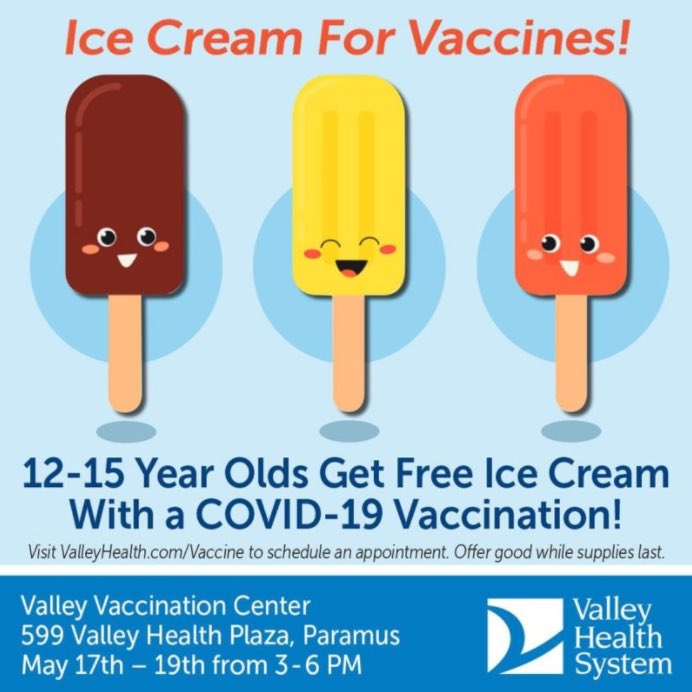 Ice Cream For Vaccines!
12-15 Year Olds Get Free Ice Cream
With a COVID-19 Vaccination!
Visit ValleyHealth.com/Vaccine to schedule an appointment. Offer good while supplies last.
Valley Vaccination Center
599 Valley Health Plaza, Paramus
May 17th – 19th from 3-6 PM
Valley
Health
System